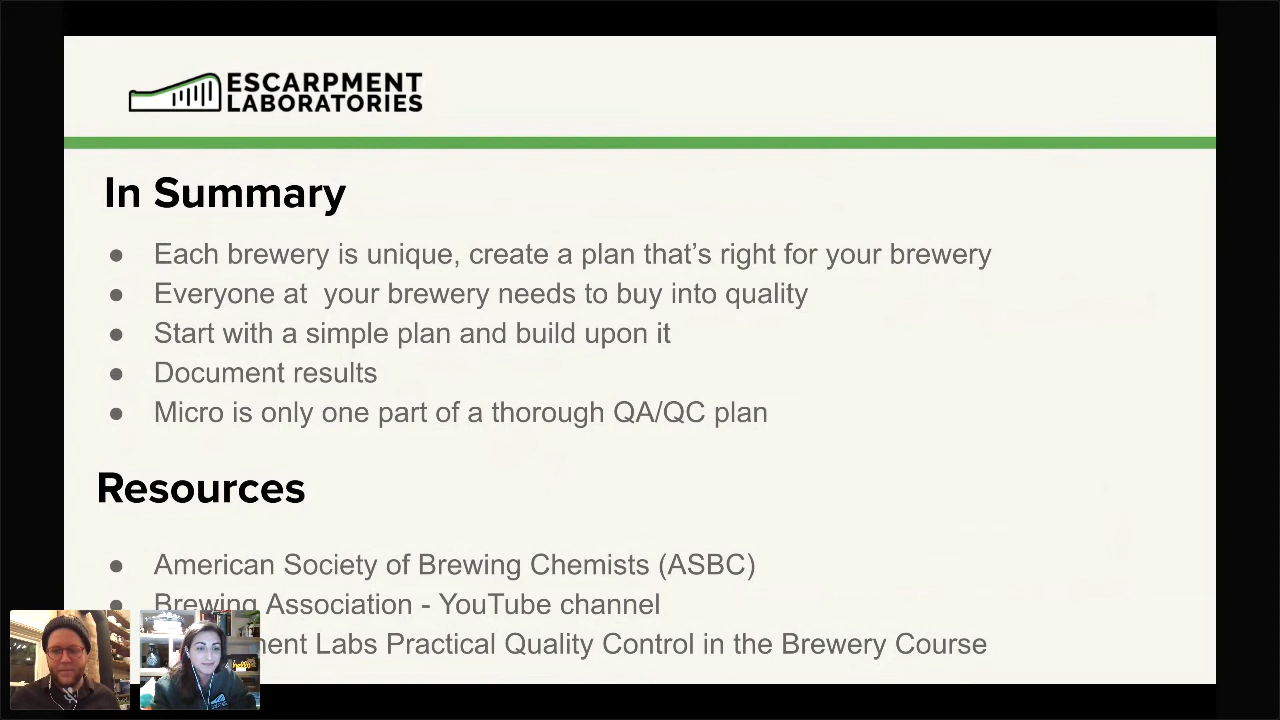 ESCARPMENT
LABORATORIES
In Summary
● Each brewery is unique, create a plan that's right for your brewery
● Everyone at  your brewery needs to buy into quality
● Start with a simple plan and build upon it
● Document results
● Micro is only one part of a thorough QA/QC plan
Resources
● American Society of Brewing Chemists (ASBC)
● Brewing Association - YouTube channel
ment Labs Practical Quality Control in the Brewery Course